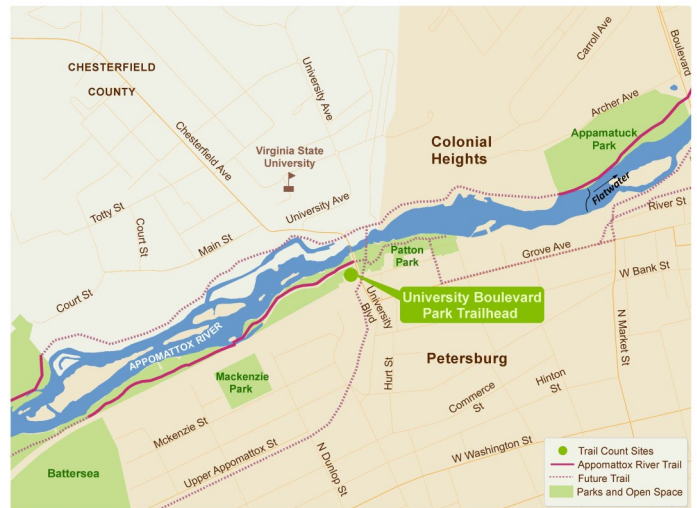 CHESTERFIELD
COUNTY
University Ave
Carroll Ave
Boulevard
Archer Ave
Chesterfield Ave
Appamatuck
Park
Colonial
Heights
Virginia State
University
Flatwater
Totty St
Court St
Main St
University Ave
River St
Patton
Park
Grove Ave
W Bank St
University Boulevard
Park Trailhead
University
Blvd
Court St
APPOMATTOX RIVER
N Market St
Petersburg
Hurt St
Mackenzie
Park
Commerce
St
Hinton
St
Mckenzie St
Upper Appomattox St
N Dunlop St
W Washington St
Battersea
Trail Count Sites
Appomattox River Trail
Future Trail
Parks and Open Space